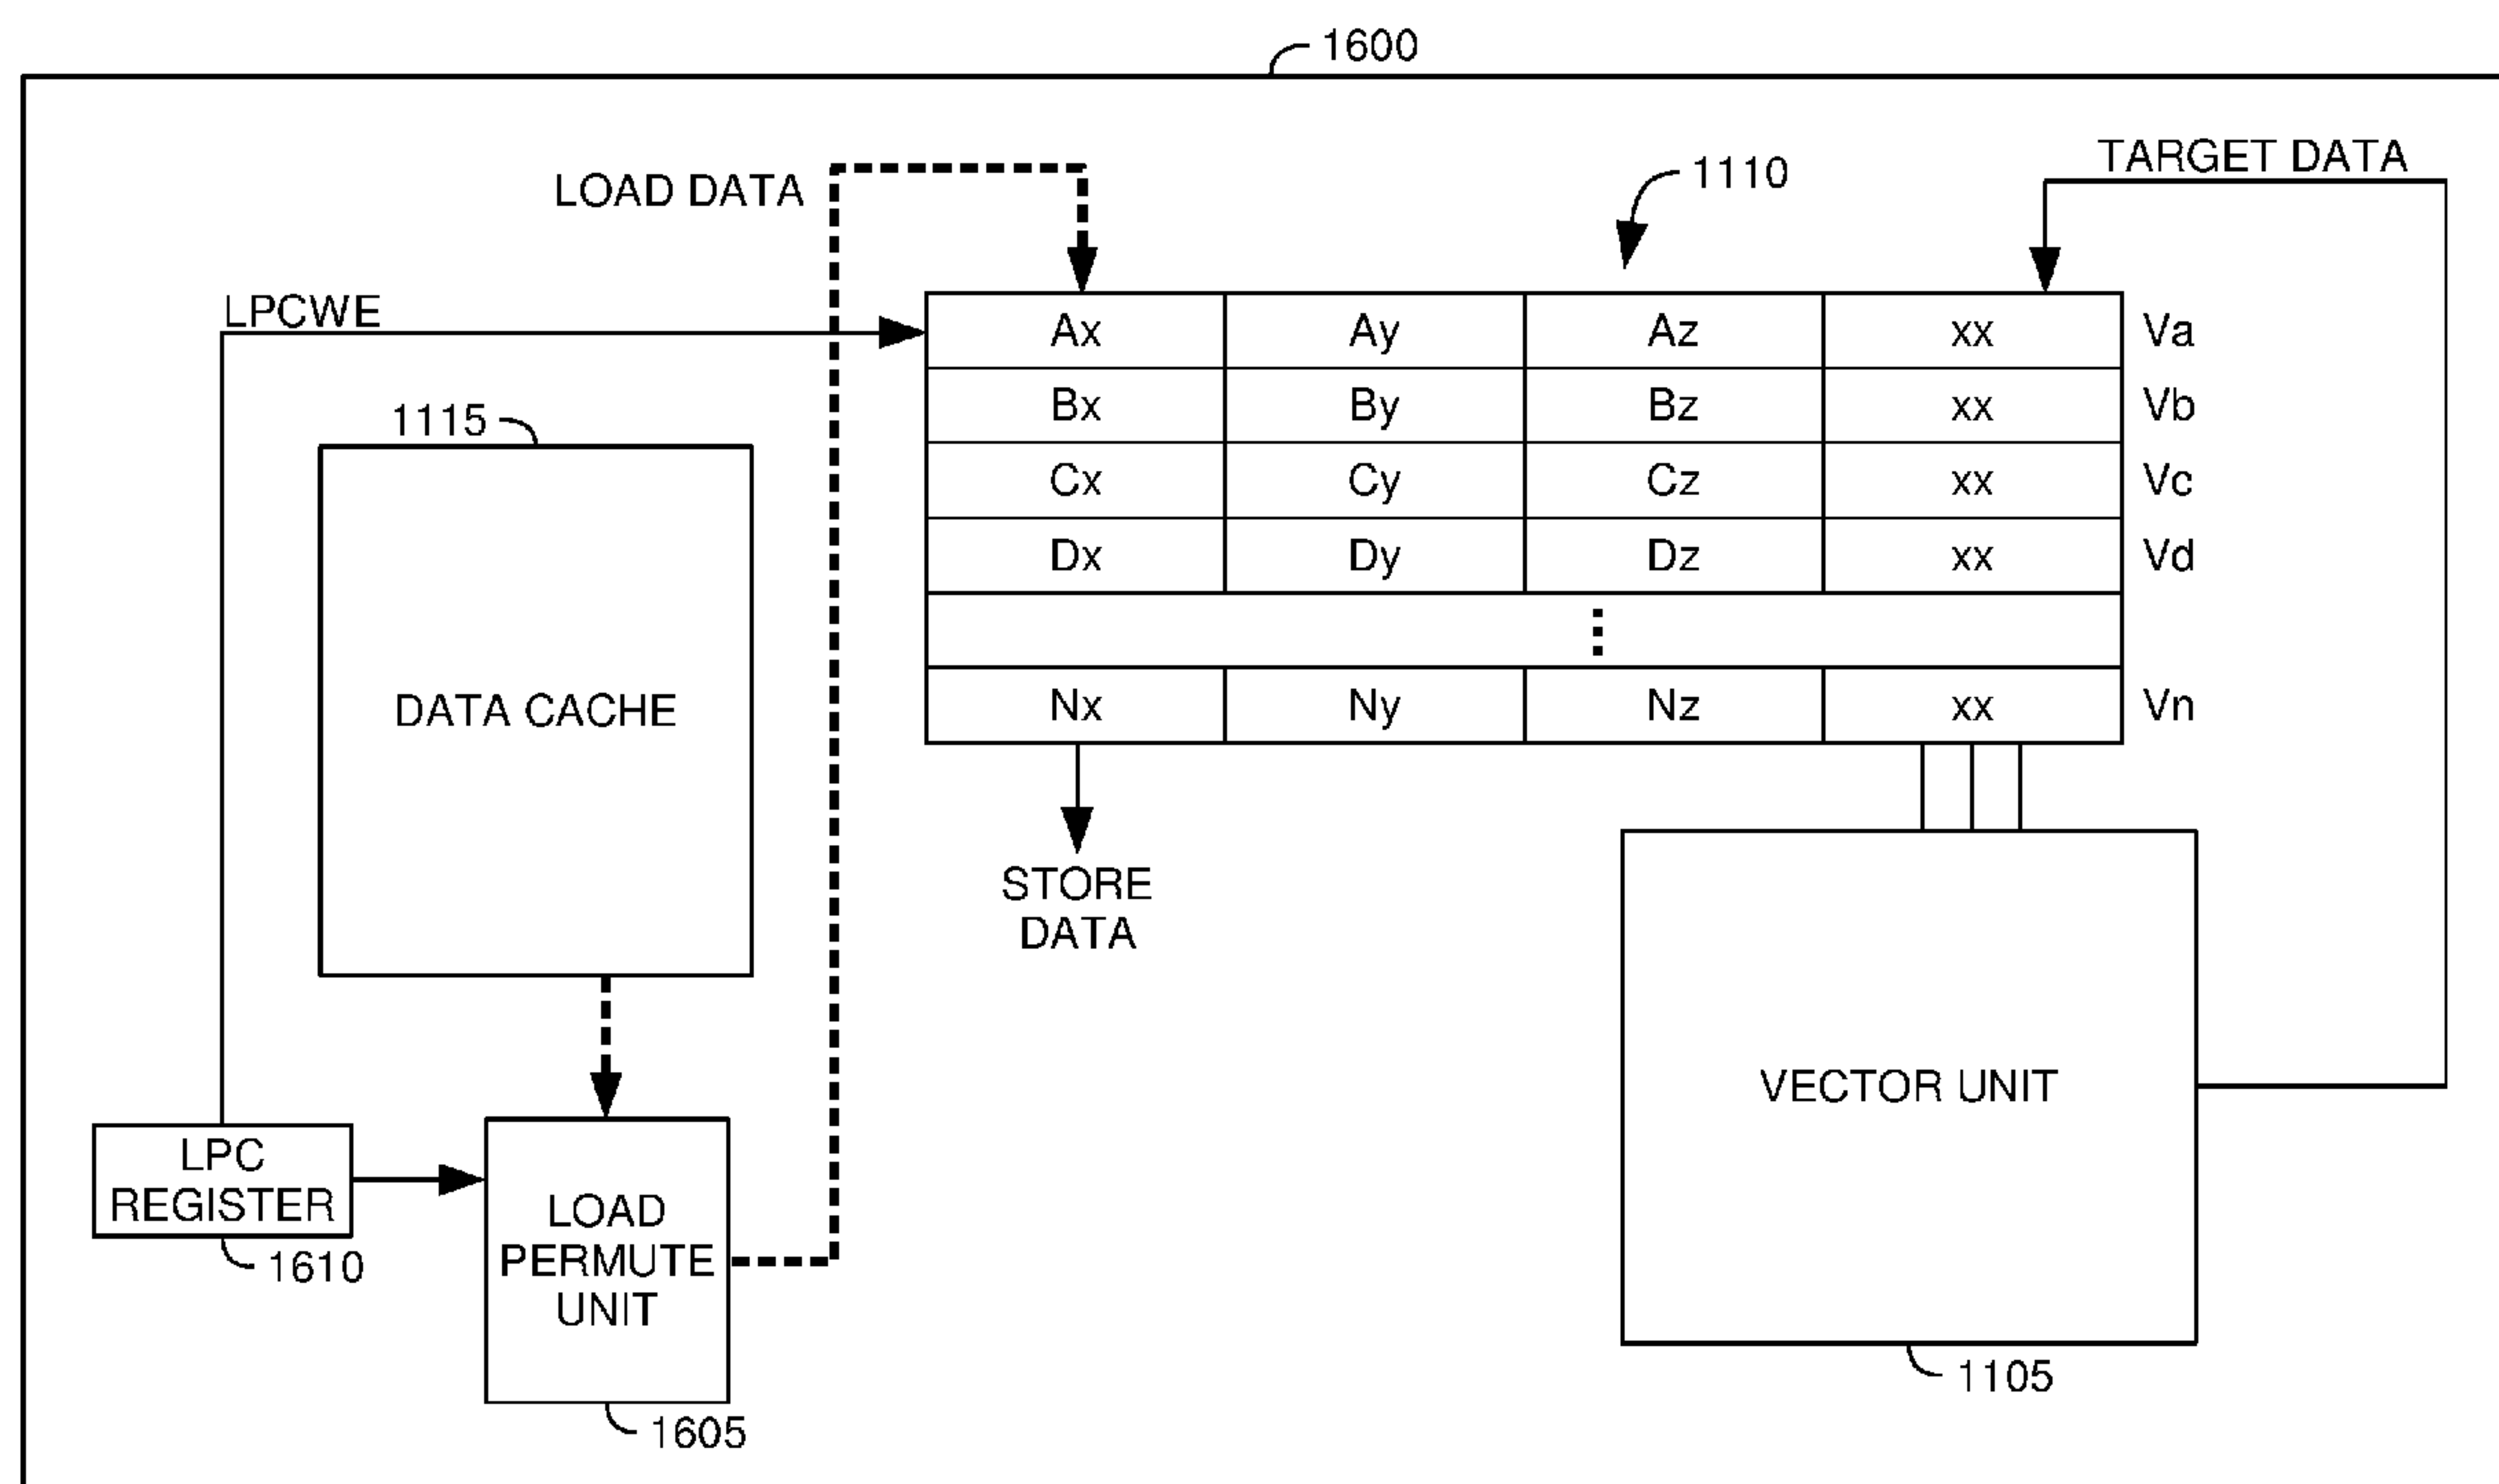 1600
LOAD DATA
1110
TARGET DATA
LPCWE
Ax Ay Az xx Va
Bx By Bz xx Vb
Cx Cy Cz xx Vc
Dx Dy Dz xx Vd
Nx Ny Nz xx Vn
1115
DATA CACHE
STORE
DATA
VECTOR UNIT
1105
LPC
REGISTER
1610
LOAD
PERMUTE
UNIT
1605